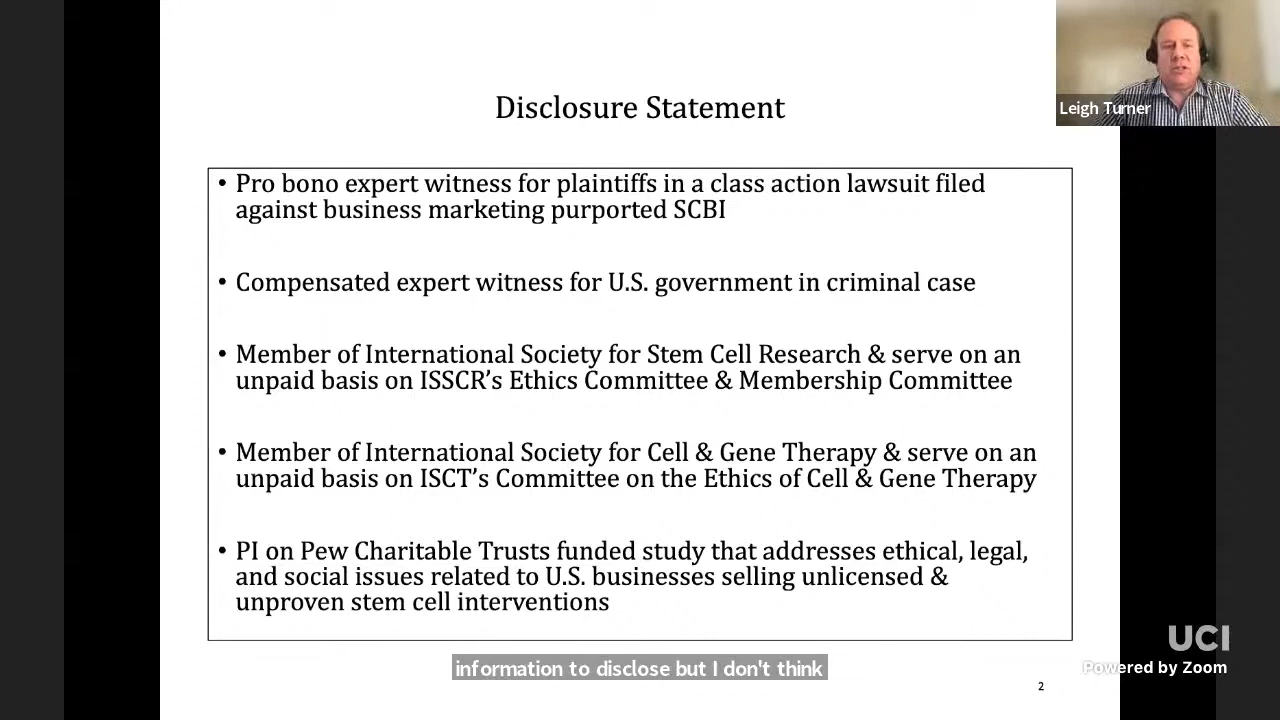 Disclosure Statement
Leigh Turner
• Pro bono expert witness for plaintiffs in a class action lawsuit filed
against business marketing purported SCBI
• Compensated expert witness for U.S. government in criminal case
• Member of International Society for Stem Cell Research & serve on an
unpaid basis on ISSCR's Ethics Committee & Membership Committee
• Member of International Society for Cell & Gene Therapy & serve on an
unpaid basis on ISCT's Committee on the Ethics of Cell & Gene Therapy
• PI on Pew Charitable Trusts funded study that addresses ethical, legal,
and social issues related to U.S. businesses selling unlicensed &
unproven stem cell interventions
UCI
information to disclose but I don't think
Powered by Zoom
2